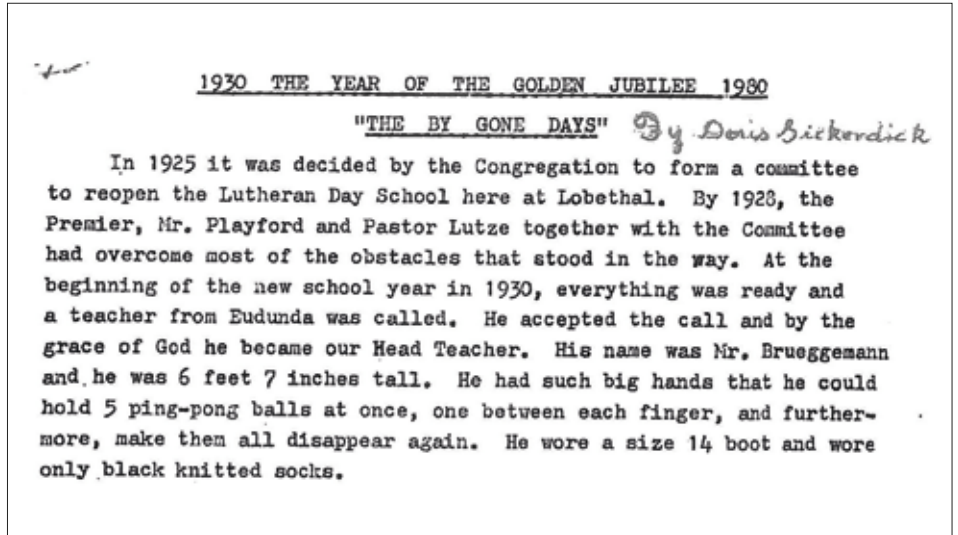 1930 THE YEAR OF THE GOLDEN JUBILEE 1980
"THE BY GONE DAYS" By Doris Bickerdick
In 1925 it was decided by the Congregation to form a committee
to reopen the Lutheran Day School here at Lobethal. By 1928, the
Premier, Mr. Playford and Pastor Lutze together with the Committee
had overcome most of the obstacles that stood in the way. At the
beginning of the new school year in 1930, everything was ready and
a teacher from Eudunda was called. He accepted the call and by the
grace of God he became our Head Teacher. His name was Mr. Brueggemann
and he was 6 feet 7 inches tall. He had such big hands that he could
hold 5 ping-pong balls at once, one between each finger, and further-
more, make them all disappear again. He wore a size 14 boot and wore
only black knitted socks.